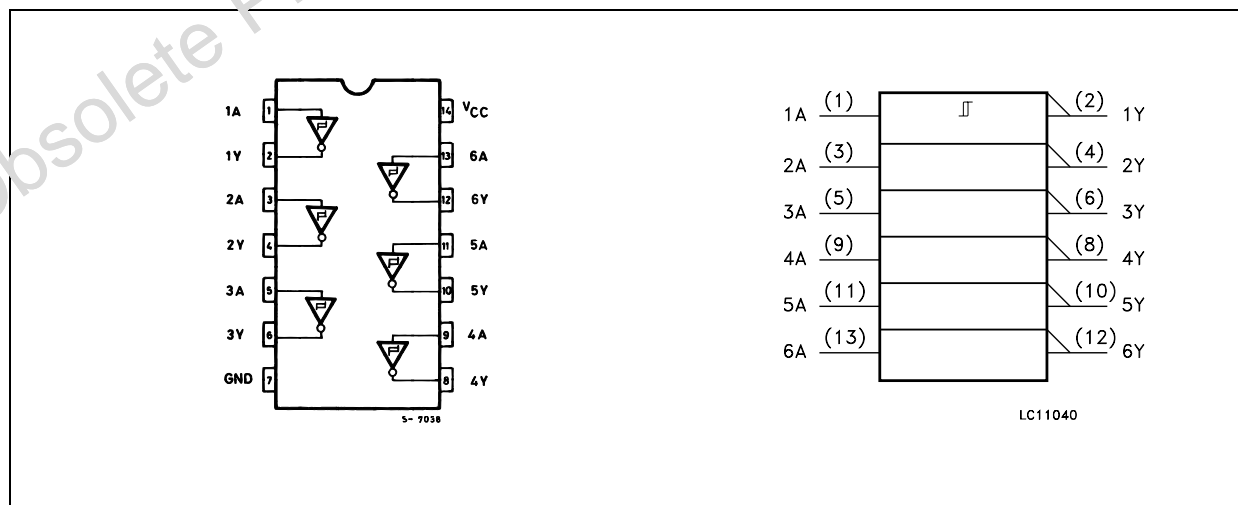 Obsolete P
1A 1 14 VCC
1Y 2 13 6A
2A 3 12 6Y
2Y 4 11 5A
3A 5 10 5Y
3Y 6 9 4A
GND 7 8 4Y
S-7038
1A (1) (2) 1Y
2A (3) (4) 2Y
3A (5) (6) 3Y
4A (9) (8) 4Y
5A (11) (10) 5Y
6A (13) (12) 6Y
LC11040